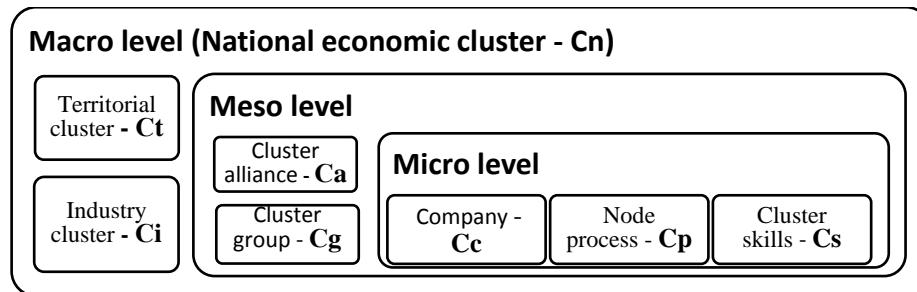 Macro level (National economic cluster - Cn)
Territorial
cluster - Ct
Industry
cluster - Ci
Meso level
Cluster
alliance - Ca
Cluster
group - Cg
Micro level
Company -
Cc
Node
process - Cp
Cluster
skills - Cs